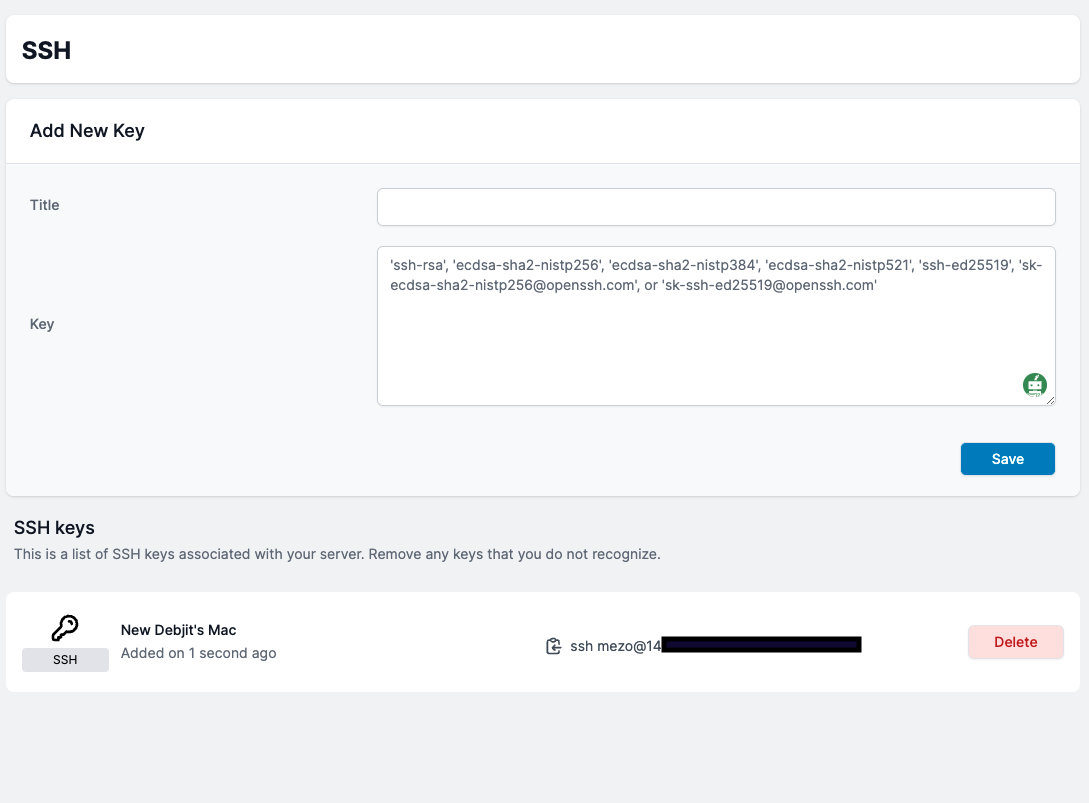 SSH
Add New Key
Title
Key
'ssh-rsa', 'ecdsa-sha2-nistp256', 'ecdsa-sha2-nistp384', 'ecdsa-sha2-nistp521', 'ssh-ed25519', 'sk-
ecdsa-sha2-nistp256@openssh.com', or 'sk-ssh-ed25519@openssh.com'
Save
SSH keys
This is a list of SSH keys associated with your server. Remove any keys that you do not recognize.
SSH
New Debjit's Mac
Added on 1 second ago
ssh mezo@14
Delete